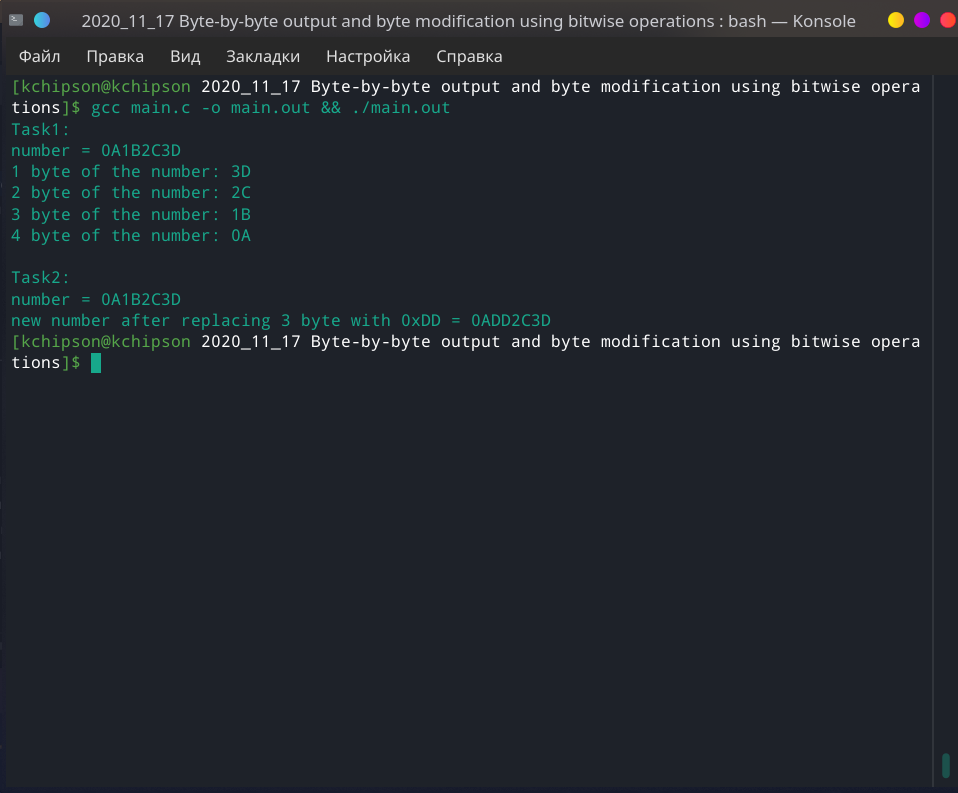 2020_11_17 Byte-by-byte output and byte modification using bitwise operations : bash — Konsole
Файл Правка Вид Закладки Настройка Справка
[kchipson@kchipson 2020_11_17 Byte-by-byte output and byte modification using bitwise opera
tions]$ gcc main.c -o main.out && ./main.out
Task1:
number = 0A1B2C3D
1 byte of the number: 3D
2 byte of the number: 2C
3 byte of the number: 1B
4 byte of the number: 0A
Task2:
number = 0A1B2C3D
new number after replacing 3 byte with 0xDD = 0ADD2C3D
[kchipson@kchipson 2020_11_17 Byte-by-byte output and byte modification using bitwise opera
tions]$